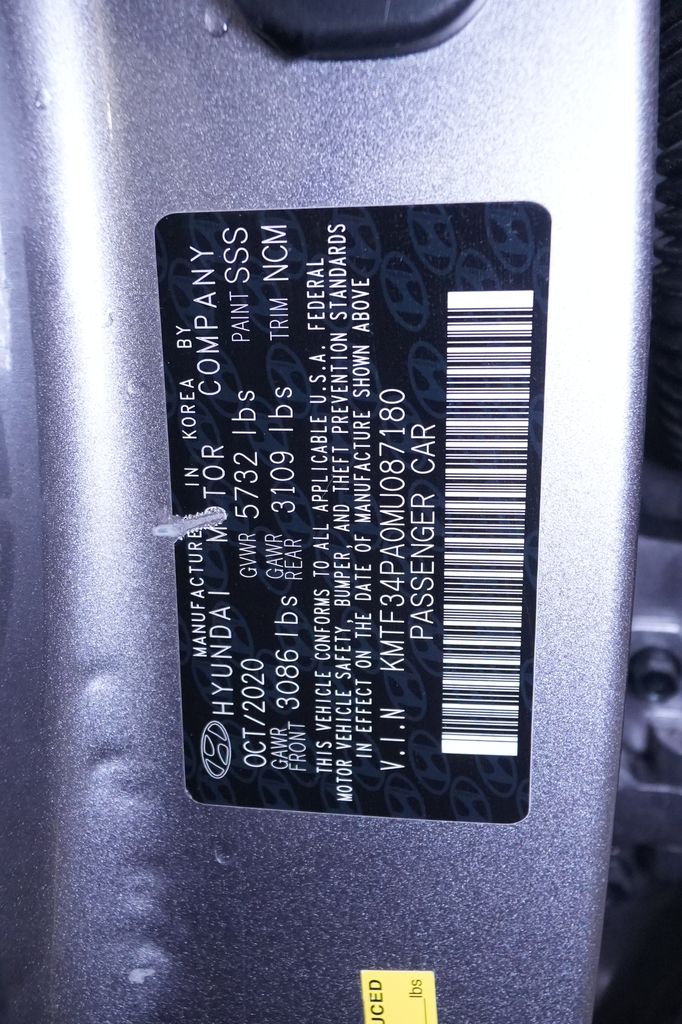 MANUFACTURED IN KOREA BY
HYUNDAI MOTOR COMPANY
OCT/2020 GVWR 5732 lbs PAINT SSS
GAWR FRONT 3086 lbs GAWR REAR 3109 lbs TRIM NCM
THIS VEHICLE CONFORMS TO ALL APPLICABLE U.S.A. FEDERAL
MOTOR VEHICLE SAFETY, BUMPER, AND THEFT PREVENTION STANDARDS
IN EFFECT ON THE DATE OF MANUFACTURE SHOWN ABOVE
V.I.N KMTF34PA0MU087180
PASSENGER CAR
UCED
lbs